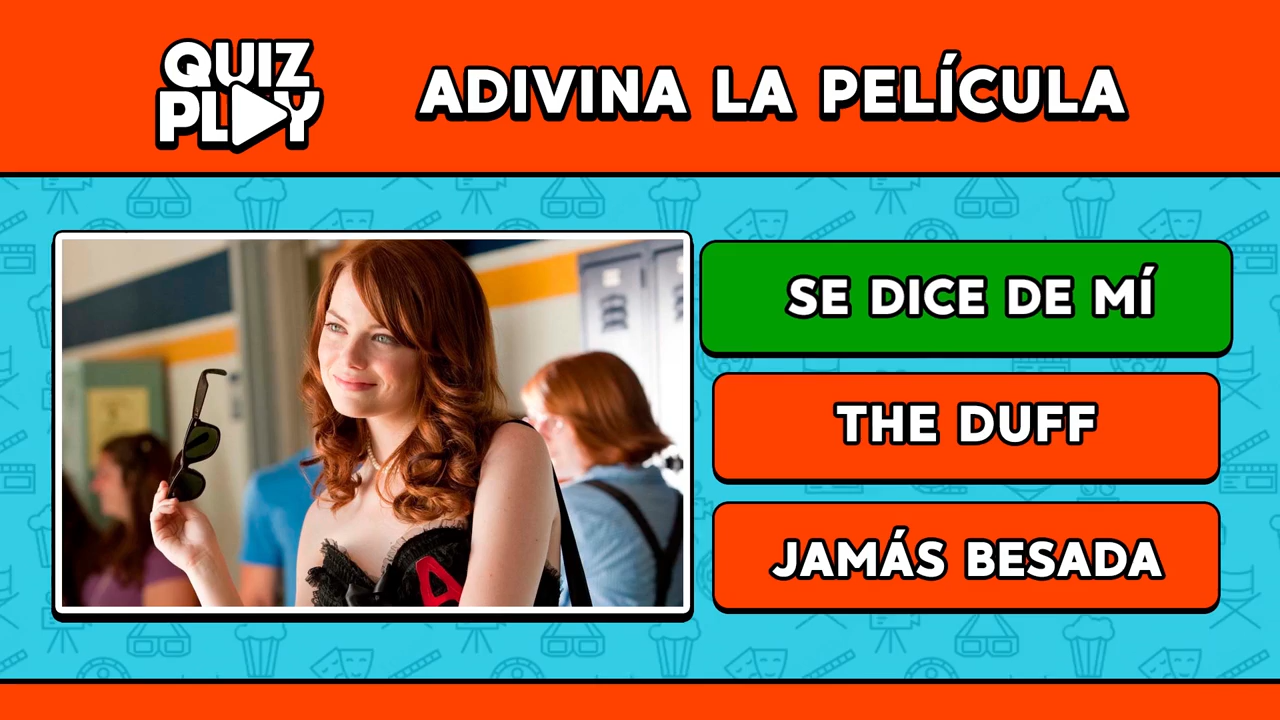 QUIZ
PLAY
ADIVINA LA PELÍCULA
SE DICE DE MÍ
THE DUFF
JAMÁS BESADA
A